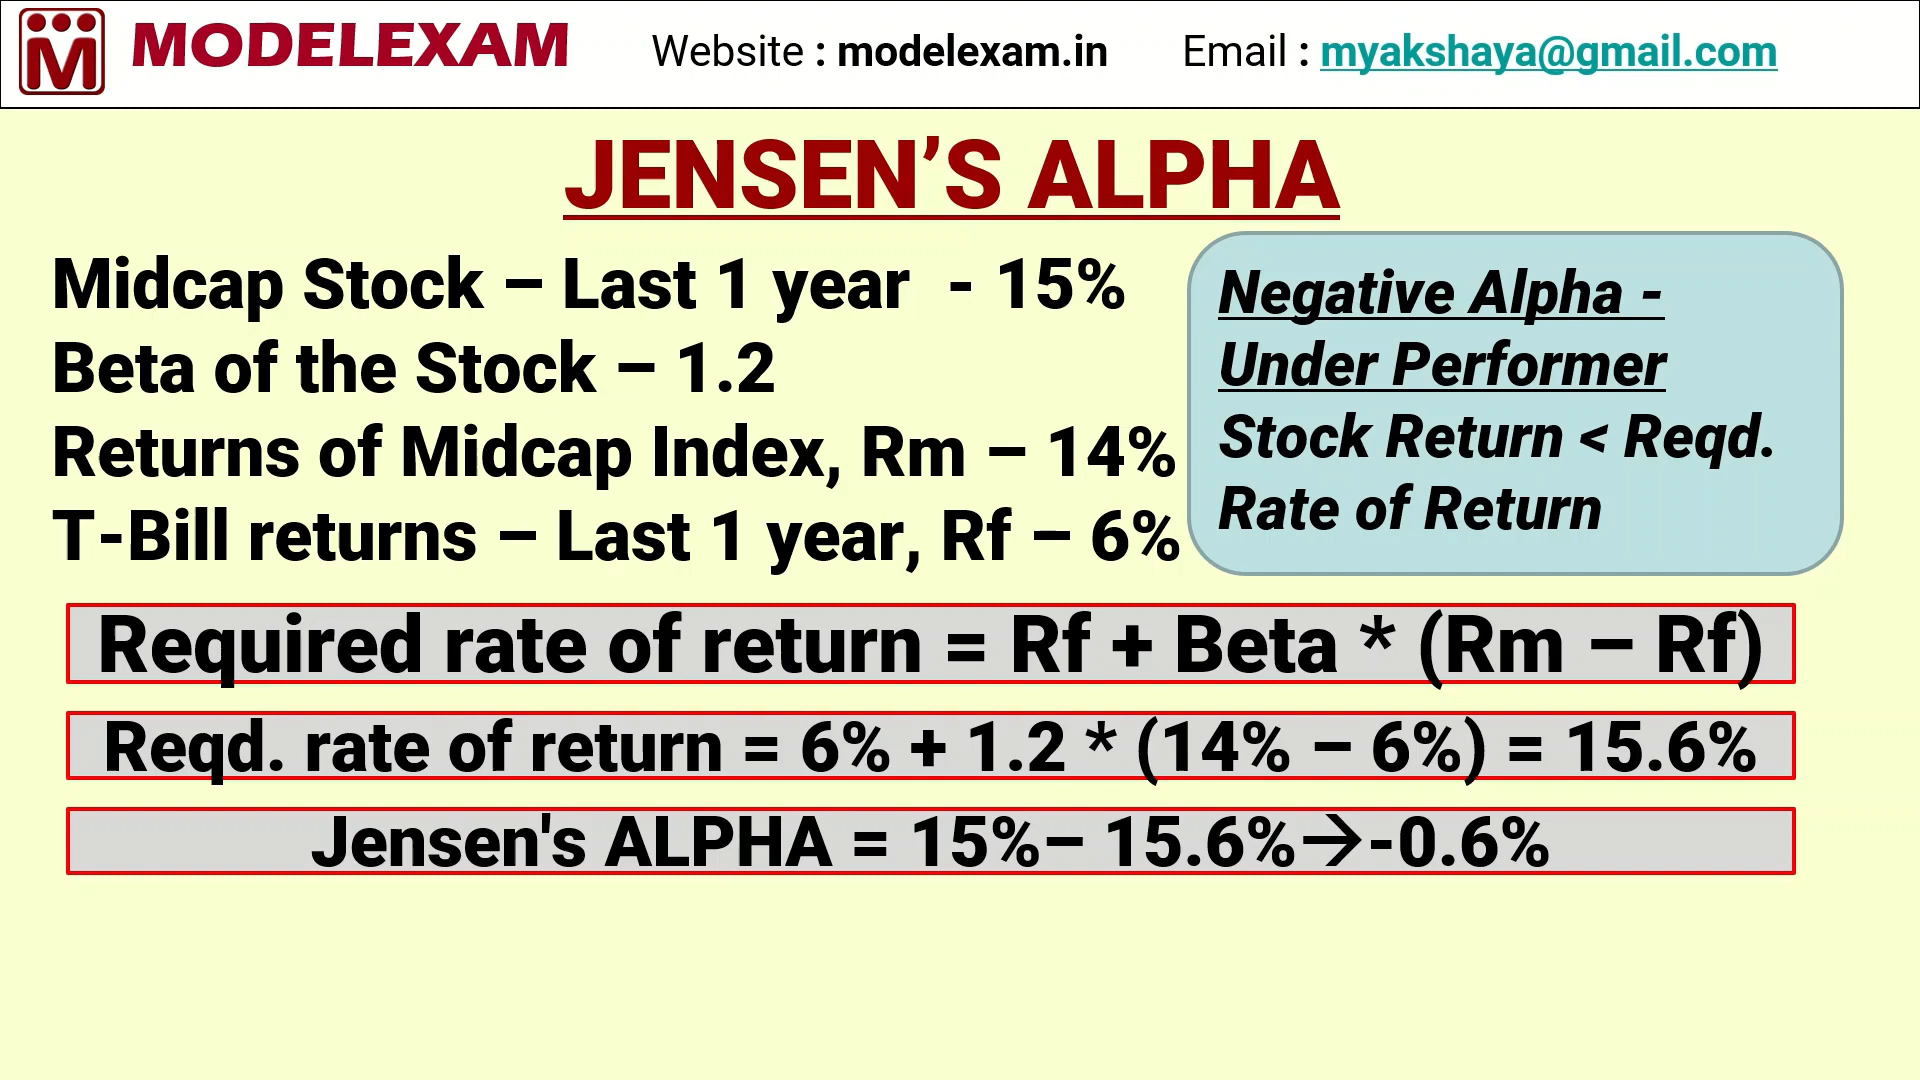 MODELEXAM Website : modelexam.in Email : myakshaya@gmail.com
JENSEN’S ALPHA
Midcap Stock – Last 1 year - 15%
Beta of the Stock – 1.2
Returns of Midcap Index, Rm – 14%
T-Bill returns – Last 1 year, Rf – 6%
Negative Alpha -
Under Performer
Stock Return < Reqd.
Rate of Return
Required rate of return = Rf + Beta * (Rm – Rf)
Reqd. rate of return = 6% + 1.2 * (14% – 6%) = 15.6%
Jensen's ALPHA = 15%– 15.6%→-0.6%